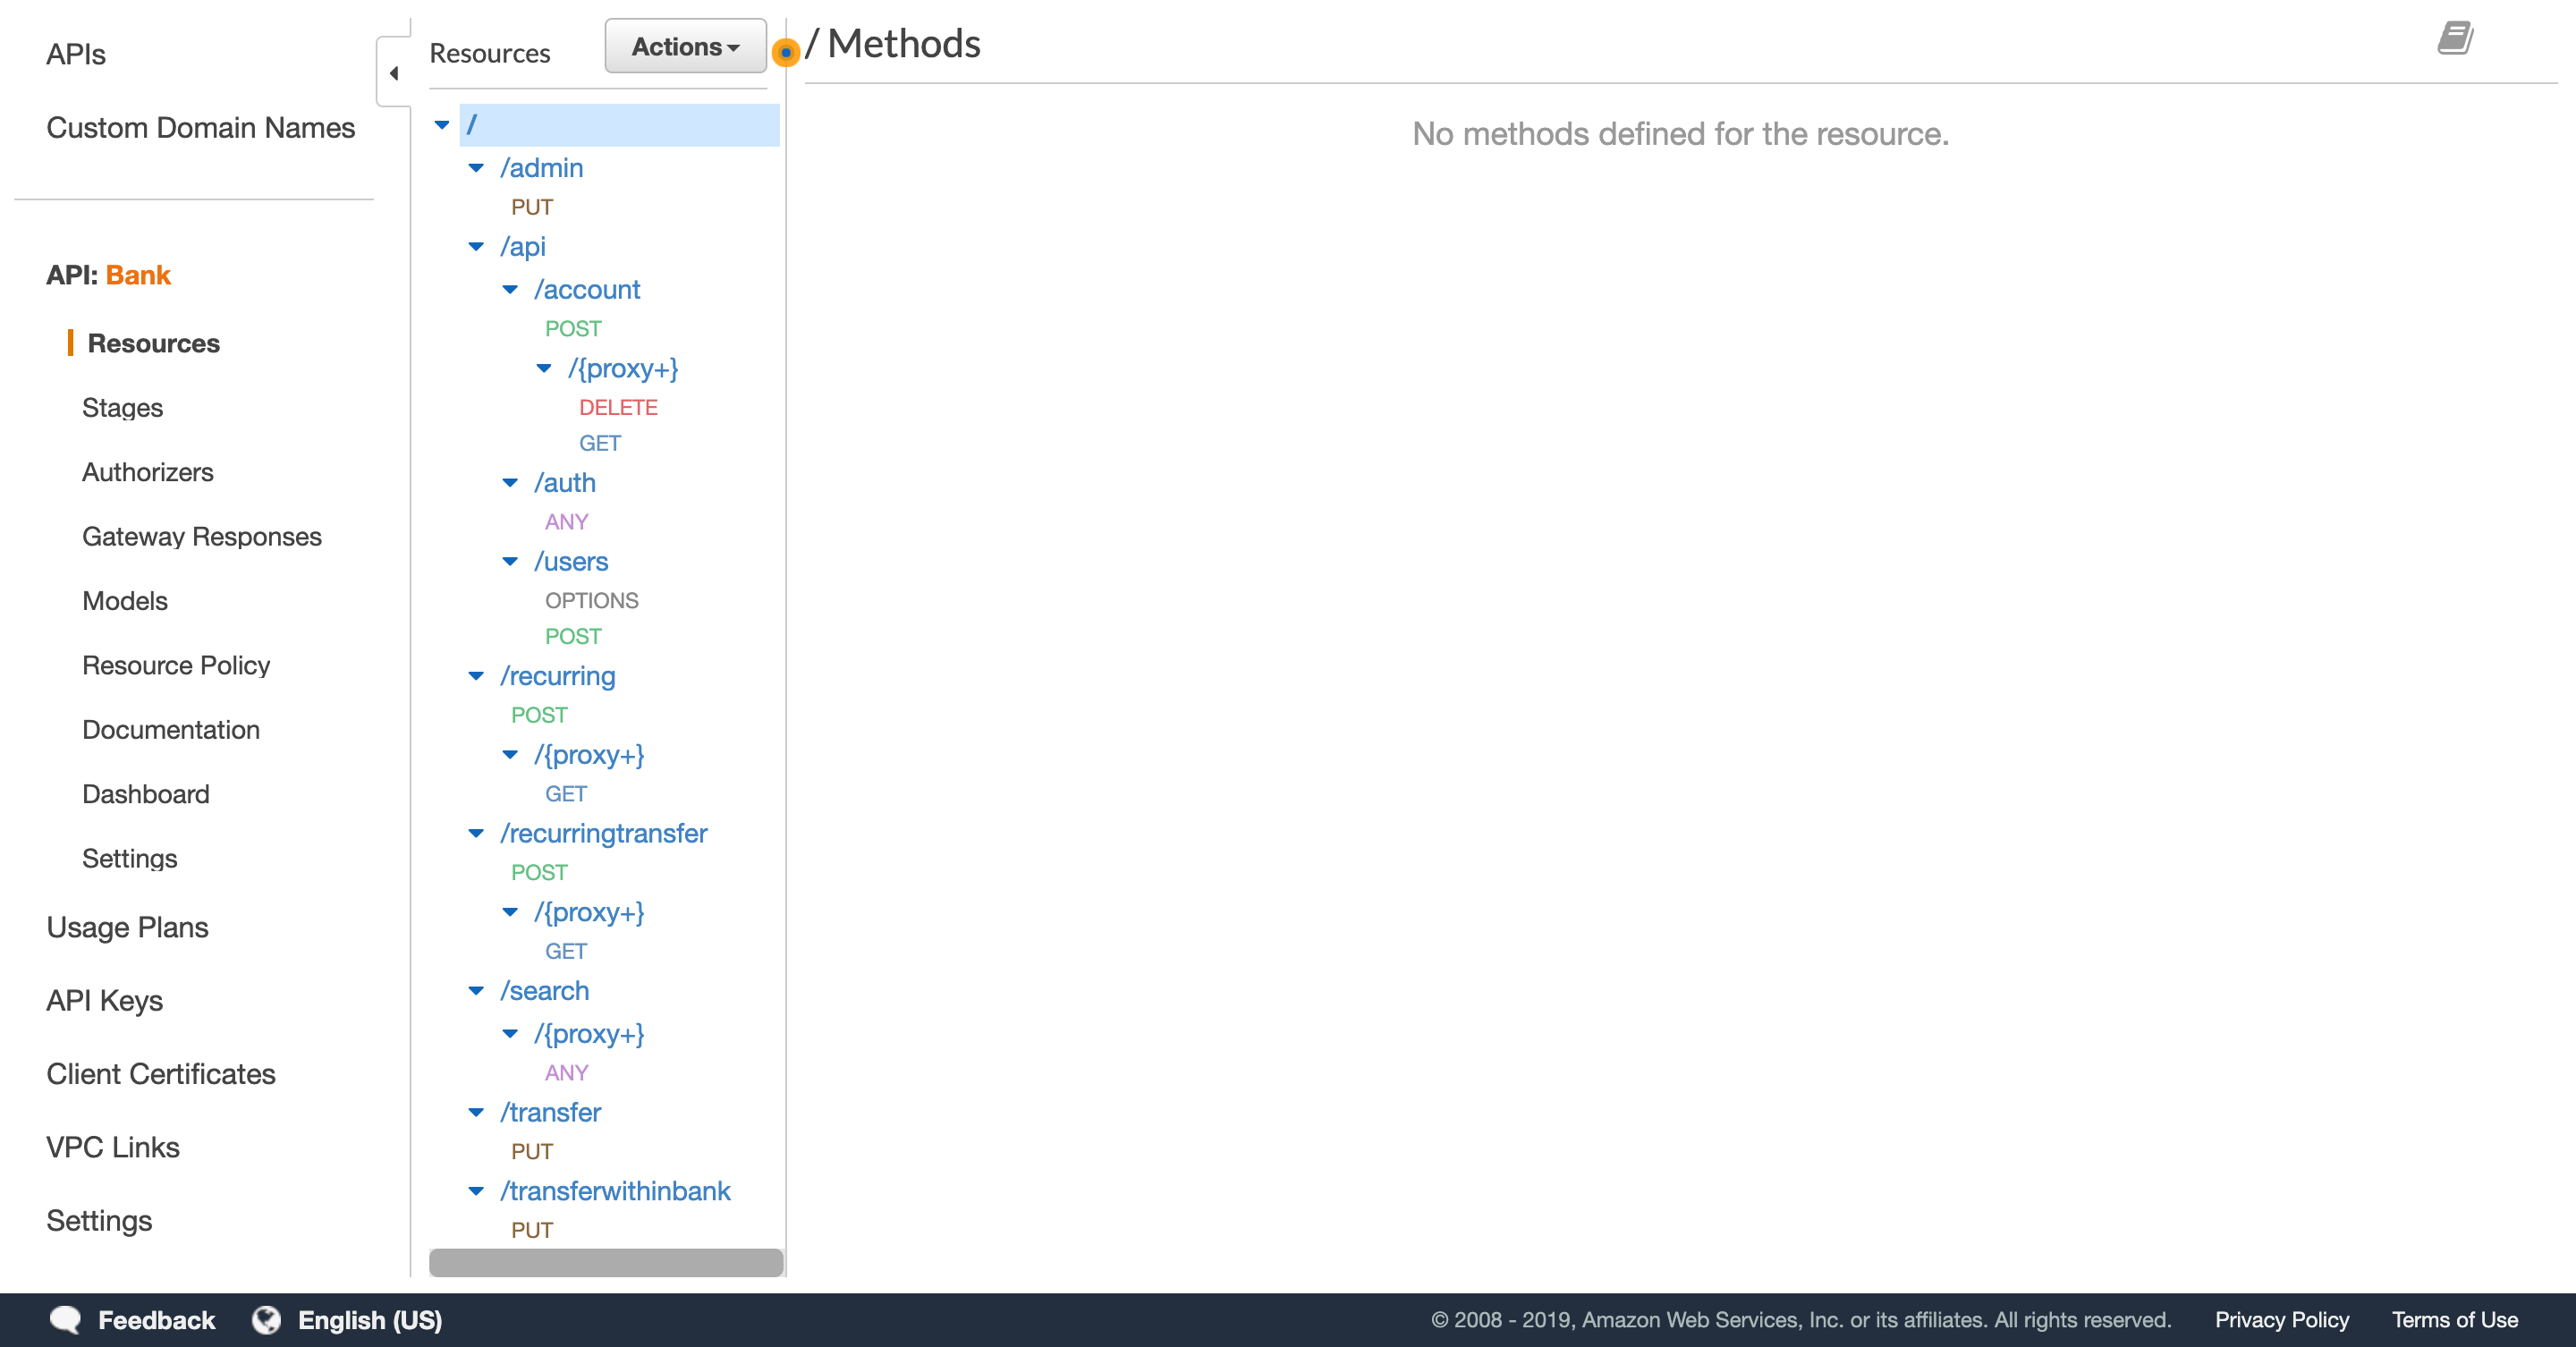 APIs
Custom Domain Names
API: Bank
Resources
Stages
Authorizers
Gateway Responses
Models
Resource Policy
Documentation
Dashboard
Settings
Usage Plans
API Keys
Client Certificates
VPC Links
Settings
Resources
Actions
/
/admin
PUT
/api
/account
POST
/{proxy+}
DELETE
GET
/auth
ANY
/users
OPTIONS
POST
/recurring
POST
/{proxy+}
GET
/recurringtransfer
POST
/{proxy+}
GET
/search
/{proxy+}
ANY
/transfer
PUT
/transferwithinbank
PUT
/ Methods
No methods defined for the resource.
Feedback
English (US)
© 2008 - 2019, Amazon Web Services, Inc. or its affiliates. All rights reserved.
Privacy Policy
Terms of Use